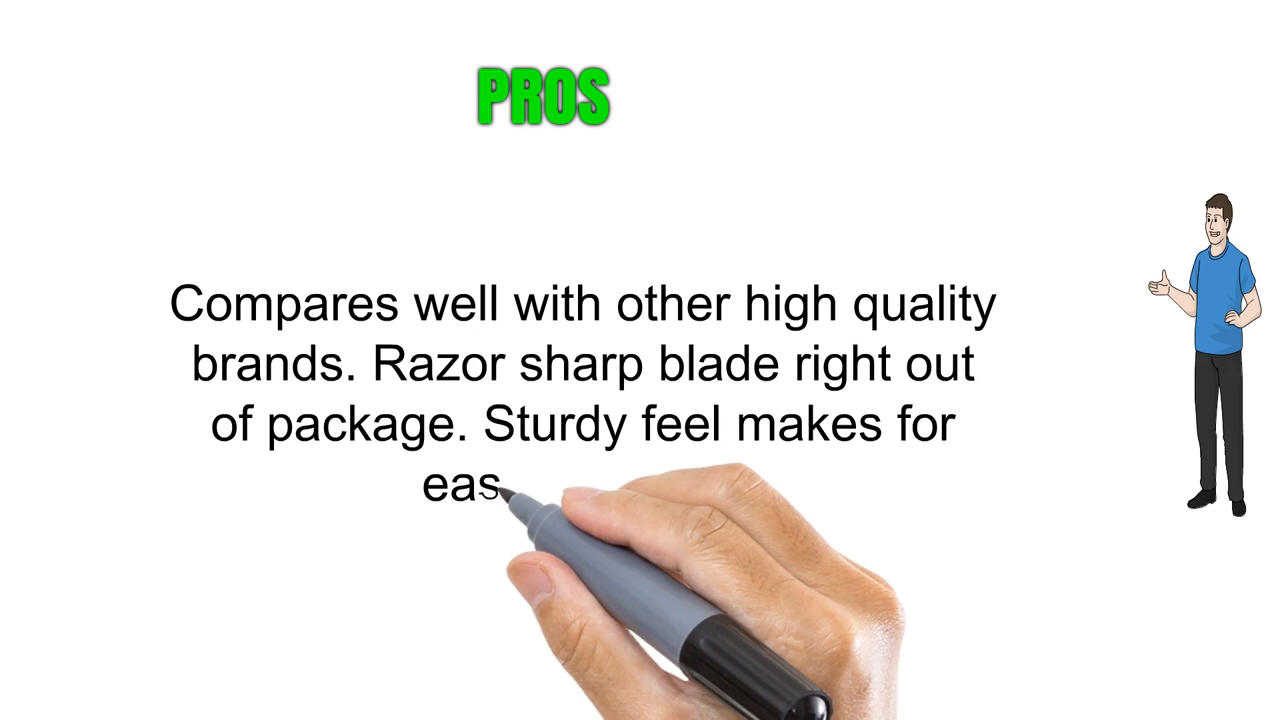 PROS
Compares well with other high quality
brands. Razor sharp blade right out
of package. Sturdy feel makes for
eas